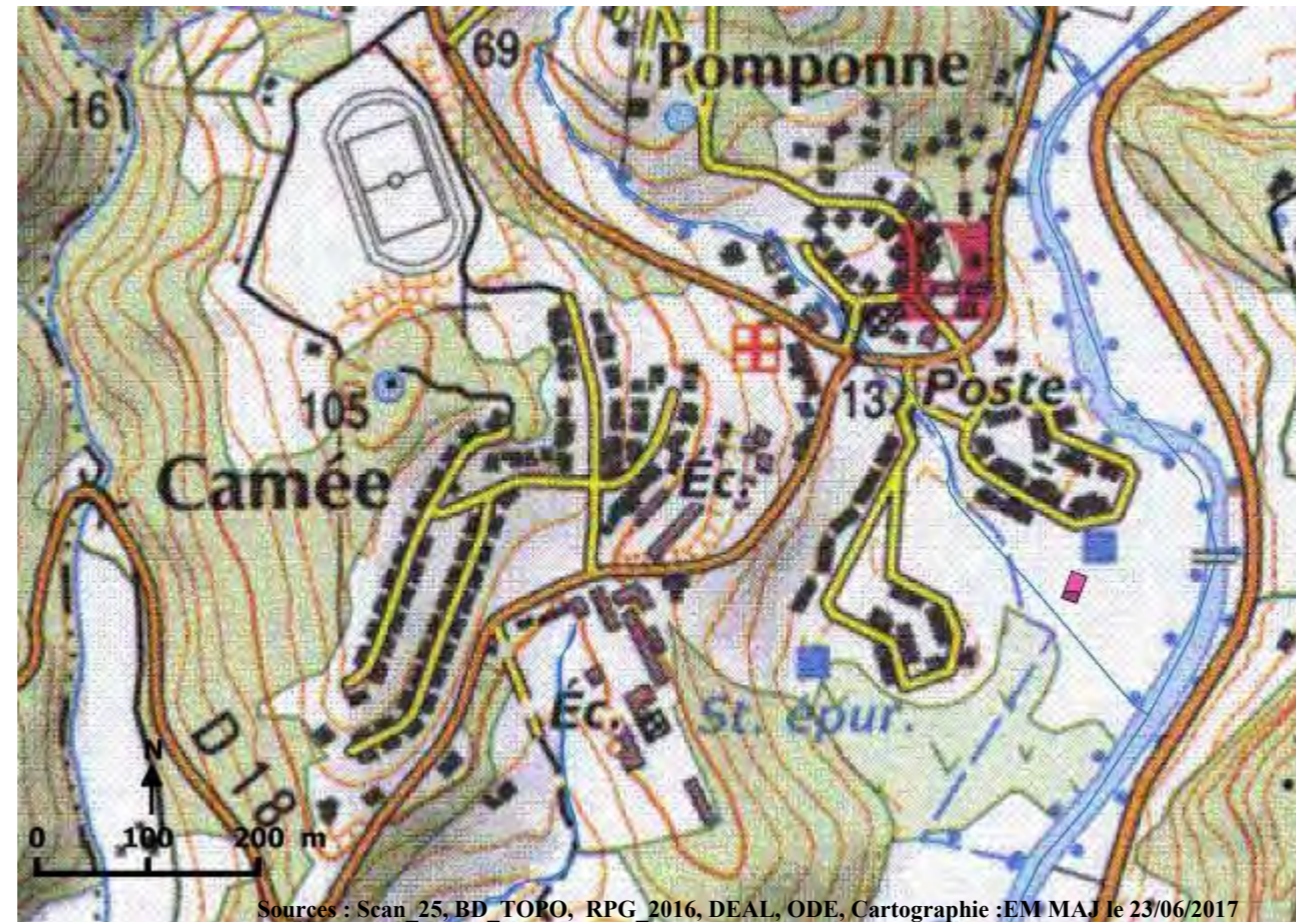 69
Pomponne
161
105
13
Poste
Camée
Éc.
Éc.
St. épur.
D 18
N
0 100 200 m
Sources : Scan_25, BD_TOPO, RPG_2016, DEAL, ODE, Cartographie :EM MAJ le 23/06/2017